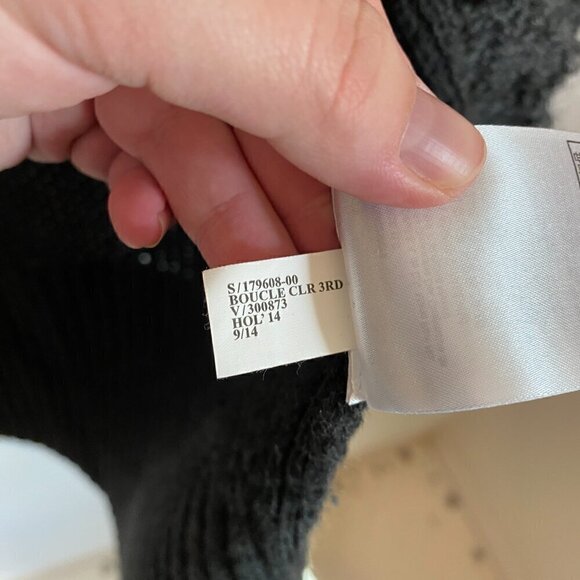 S/179608-00
BOUCLE CLR 3RD
V/300873
HOL' 14
9/14